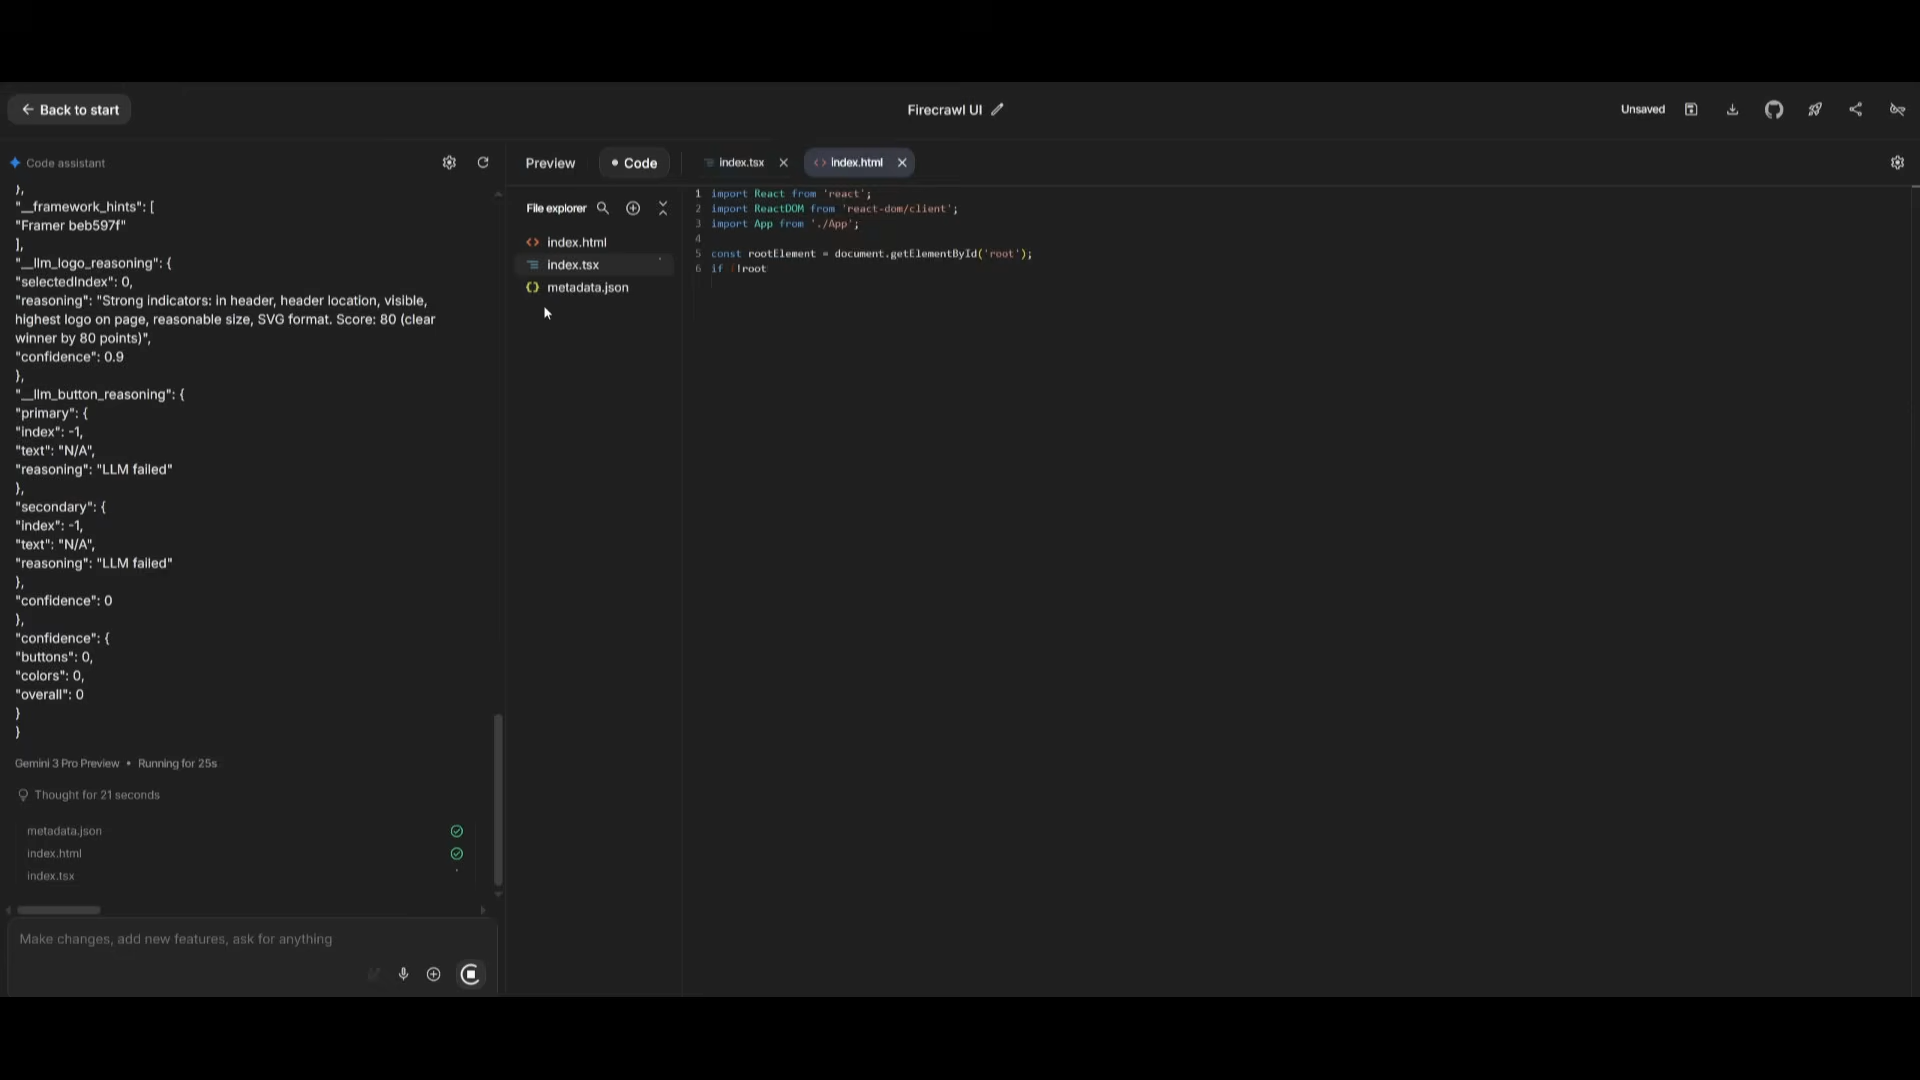 Back to start
Firecrawl UI
Unsaved
Code assistant
},
"__framework_hints": [
"Framer beb597f"
],
"__llm_logo_reasoning": {
"selectedIndex": 0,
"reasoning": "Strong indicators: in header, header location, visible,
highest logo on page, reasonable size, SVG format. Score: 80 (clear
winner by 80 points)",
"confidence": 0.9
},
"__llm_button_reasoning": {
"primary": {
"index": -1,
"text": "N/A",
"reasoning": "LLM failed"
},
"secondary": {
"index": -1,
"text": "N/A",
"reasoning": "LLM failed"
},
"confidence": 0
},
"confidence": {
"buttons": 0,
"colors": 0,
"overall": 0
}
}
Gemini 3 Pro Preview • Running for 25s
Thought for 21 seconds
metadata.json
index.html
index.tsx
Make changes, add new features, ask for anything
Preview
Code
index.tsx
index.html
File explorer
index.html
index.tsx
metadata.json
1 import React from 'react';
2 import ReactDOM from 'react-dom/client';
3 import App from './App';
4
5 const rootElement = document.getElementById('root');
6 if (!root